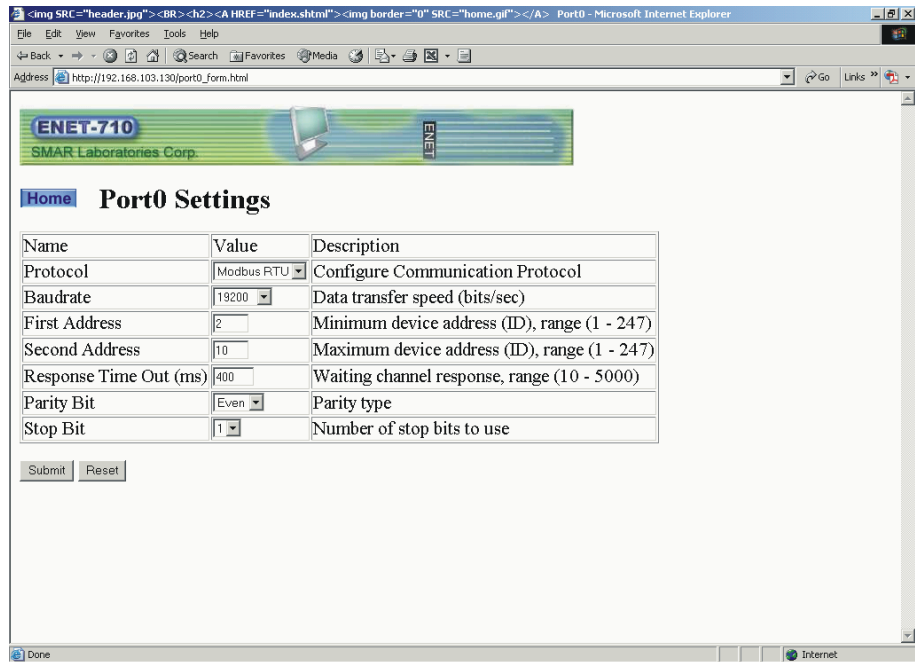 <img SRC="header.jpg"><BR><h2><A HREF="index.shtml"><img border="0" SRC="home.gif"></A> Port0 - Microsoft Internet Explorer
File Edit View Favorites Tools Help
Back Search Favorites Media
Address http://192.168.103.130/port0_form.html Go Links »
ENET-710
SMAR Laboratories Corp.
ENET
Home Port0 Settings
Name Value Description
Protocol Modbus RTU Configure Communication Protocol
Baudrate 19200 Data transfer speed (bits/sec)
First Address 2 Minimum device address (ID), range (1 - 247)
Second Address 10 Maximum device address (ID), range (1 - 247)
Response Time Out (ms) 400 Waiting channel response, range (10 - 5000)
Parity Bit Even Parity type
Stop Bit 1 Number of stop bits to use
Submit Reset
Done Internet